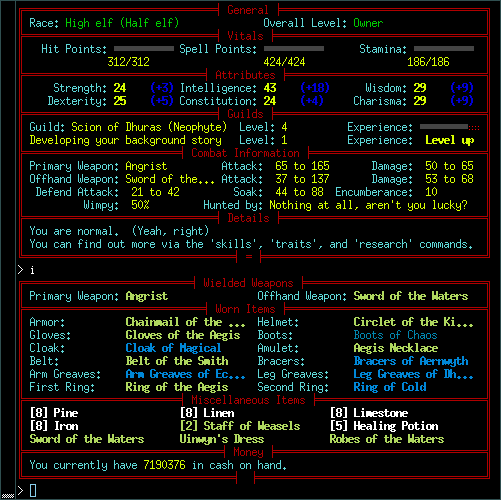 General
Race: High elf (Half elf) Overall Level: Owner
Vitals
Hit Points: Spell Points: Stamina:
312/312 424/424 186/186
Attributes
Strength: 24 (+3) Intelligence: 43 (+18) Wisdom: 29 (+9)
Dexterity: 25 (+5) Constitution: 24 (+4) Charisma: 29 (+9)
Guilds
Guild: Scion of Dhuras (Neophyte) Level: 4 Experience:
Developing your background story Level: 1 Experience: Level up
Combat Information
Primary Weapon: Angrist Attack: 65 to 165 Damage: 50 to 65
Offhand Weapon: Sword of the... Attack: 37 to 137 Damage: 53 to 68
Defend Attack: 21 to 42 Soak: 44 to 88 Encumberance: 10
Wimpy: 50% Hunted by: Nothing at all, aren't you lucky?
Details
You are normal. (Yeah, right)
You can find out more via the 'skills', 'traits', and 'research' commands.
=
> i
Wielded Weapons
Primary Weapon: Angrist Offhand Weapon: Sword of the Waters
Worn Items
Armor: Chainmail of the ... Helmet: Circlet of the Ki...
Gloves: Gloves of the Aegis Boots: Boots of Chaos
Cloak: Cloak of Magical Amulet: Aegis Necklace
Belt: Belt of the Smith Bracers: Bracers of Aernwyth
Arm Greaves: Arm Greaves of Ec... Leg Greaves: Leg Greaves of Dh...
First Ring: Ring of the Aegis Second Ring: Ring of Cold
Miscellaneous Items
[8] Pine [8] Linen [8] Limestone
[8] Iron [2] Staff of Weasels [5] Healing Potion
Sword of the Waters Uinwyn's Dress Robes of the Waters
Money
You currently have 7190376 in cash on hand.
>